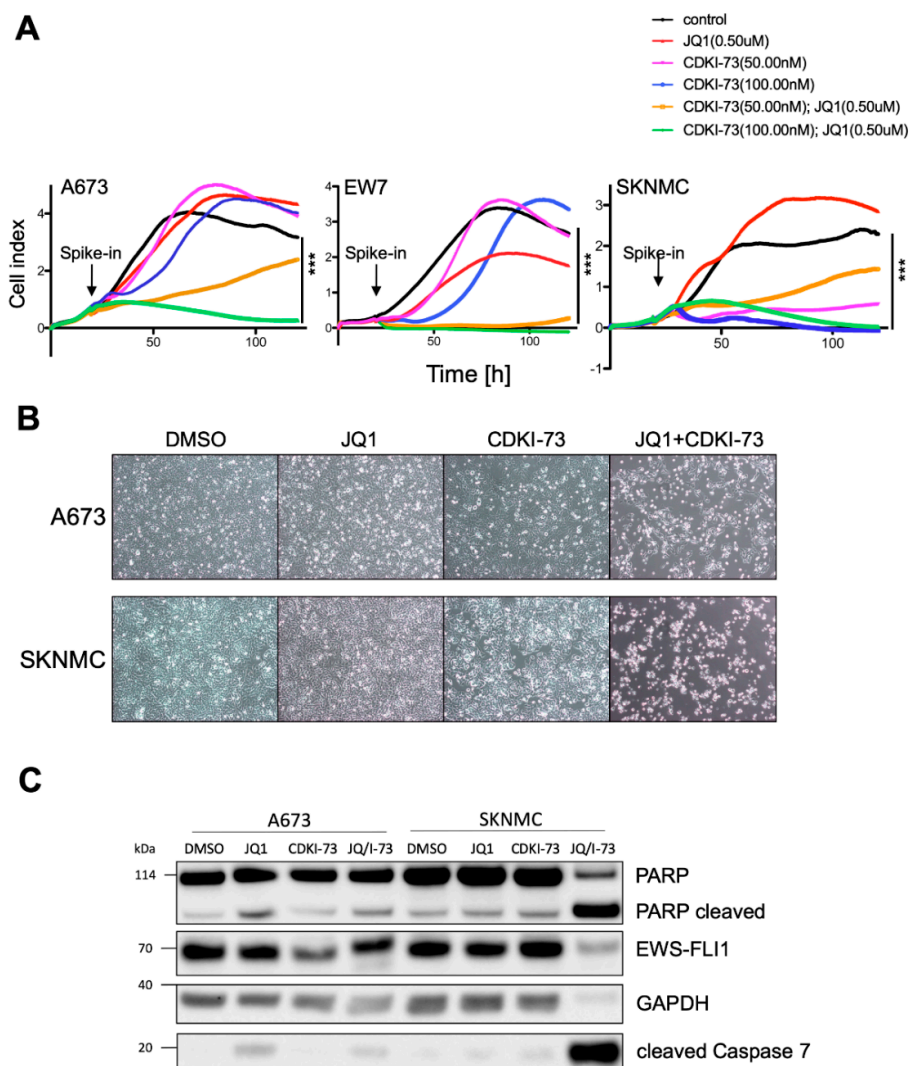 A
control
JQ1(0.50uM)
CDKI-73(50.00nM)
CDKI-73(100.00nM)
CDKI-73(50.00nM); JQ1(0.50uM)
CDKI-73(100.00nM); JQ1(0.50uM)
A673
EW7
SKNMC
Cell index
4
2
0
50
100
Spike-in
***
4
3
2
1
0
50
100
Spike-in
***
3
2
1
0
-1
50
100
Spike-in
***
Time [h]
B
DMSO JQ1 CDKI-73 JQ1+CDKI-73
A673
SKNMC
C
A673 SKNMC
kDa DMSO JQ1 CDKI-73 JQ/I-73 DMSO JQ1 CDKI-73 JQ/I-73
114 PARP
PARP cleaved
70 EWS-FLI1
40 GAPDH
20 cleaved Caspase 7